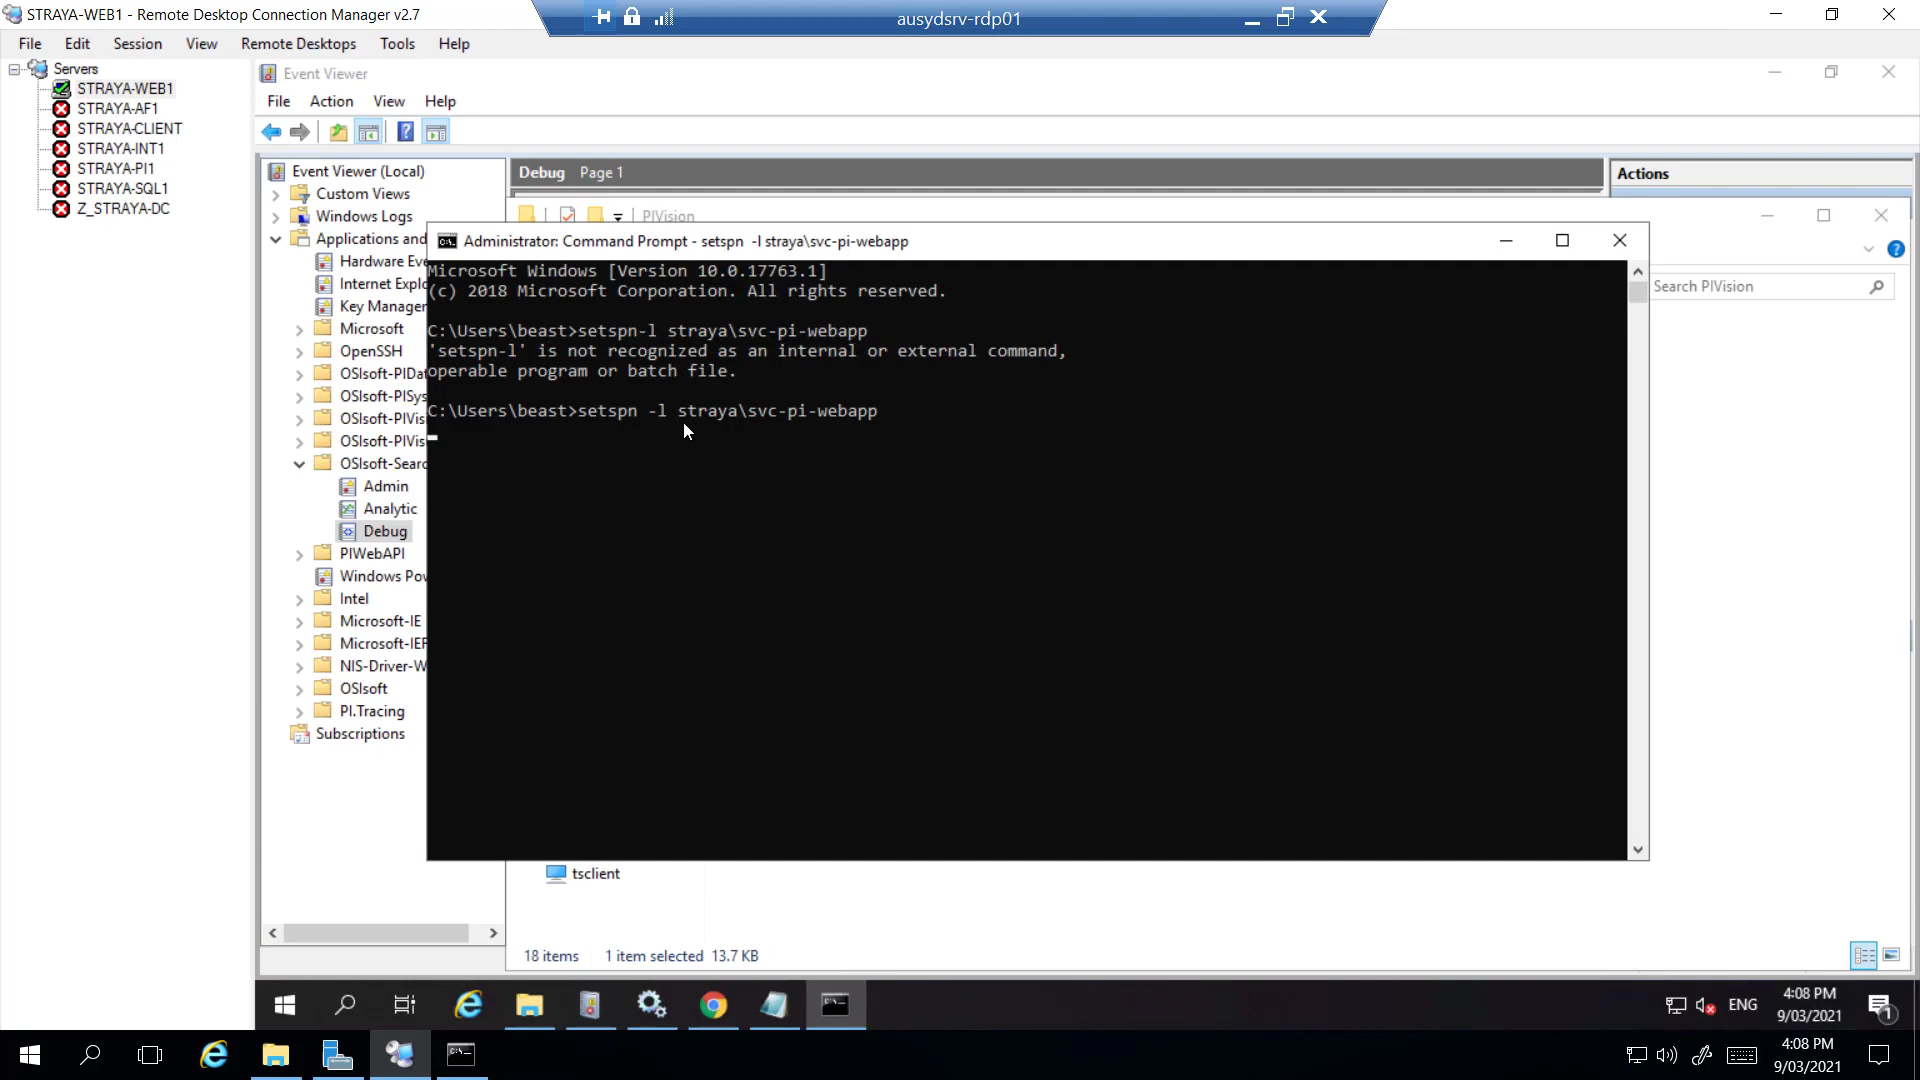 STRAYA-WEB1 - Remote Desktop Connection Manager v2.7
ausydsrv-rdp01
File Edit Session View Remote Desktops Tools Help
Servers
STRAYA-WEB1
STRAYA-AF1
STRAYA-CLIENT
STRAYA-INT1
STRAYA-PI1
STRAYA-SQL1
Z_STRAYA-DC
Event Viewer
File Action View Help
Event Viewer (Local)
Custom Views
Windows Logs
Applications and
Hardware Eve
Internet Explo
Key Manager
Microsoft
OpenSSH
OSIsoft-PIDat
OSIsoft-PISys
OSIsoft-PIVis
OSIsoft-PIVis
OSIsoft-Searc
Admin
Analytic
Debug
PIWebAPI
Windows Pow
Intel
Microsoft-IE
Microsoft-IEF
NIS-Driver-W
OSIsoft
PI.Tracing
Subscriptions
Debug Page 1
Actions
PIVision
Search PIVision
Administrator: Command Prompt - setspn  -l straya\svc-pi-webapp
Microsoft Windows [Version 10.0.17763.1]
(c) 2018 Microsoft Corporation. All rights reserved.
C:\Users\beast>setspn-l straya\svc-pi-webapp
'setspn-l' is not recognized as an internal or external command,
operable program or batch file.
C:\Users\beast>setspn -l straya\svc-pi-webapp
tsclient
18 items 1 item selected 13.7 KB
ENG
4:08 PM
9/03/2021
1
4:08 PM
9/03/2021